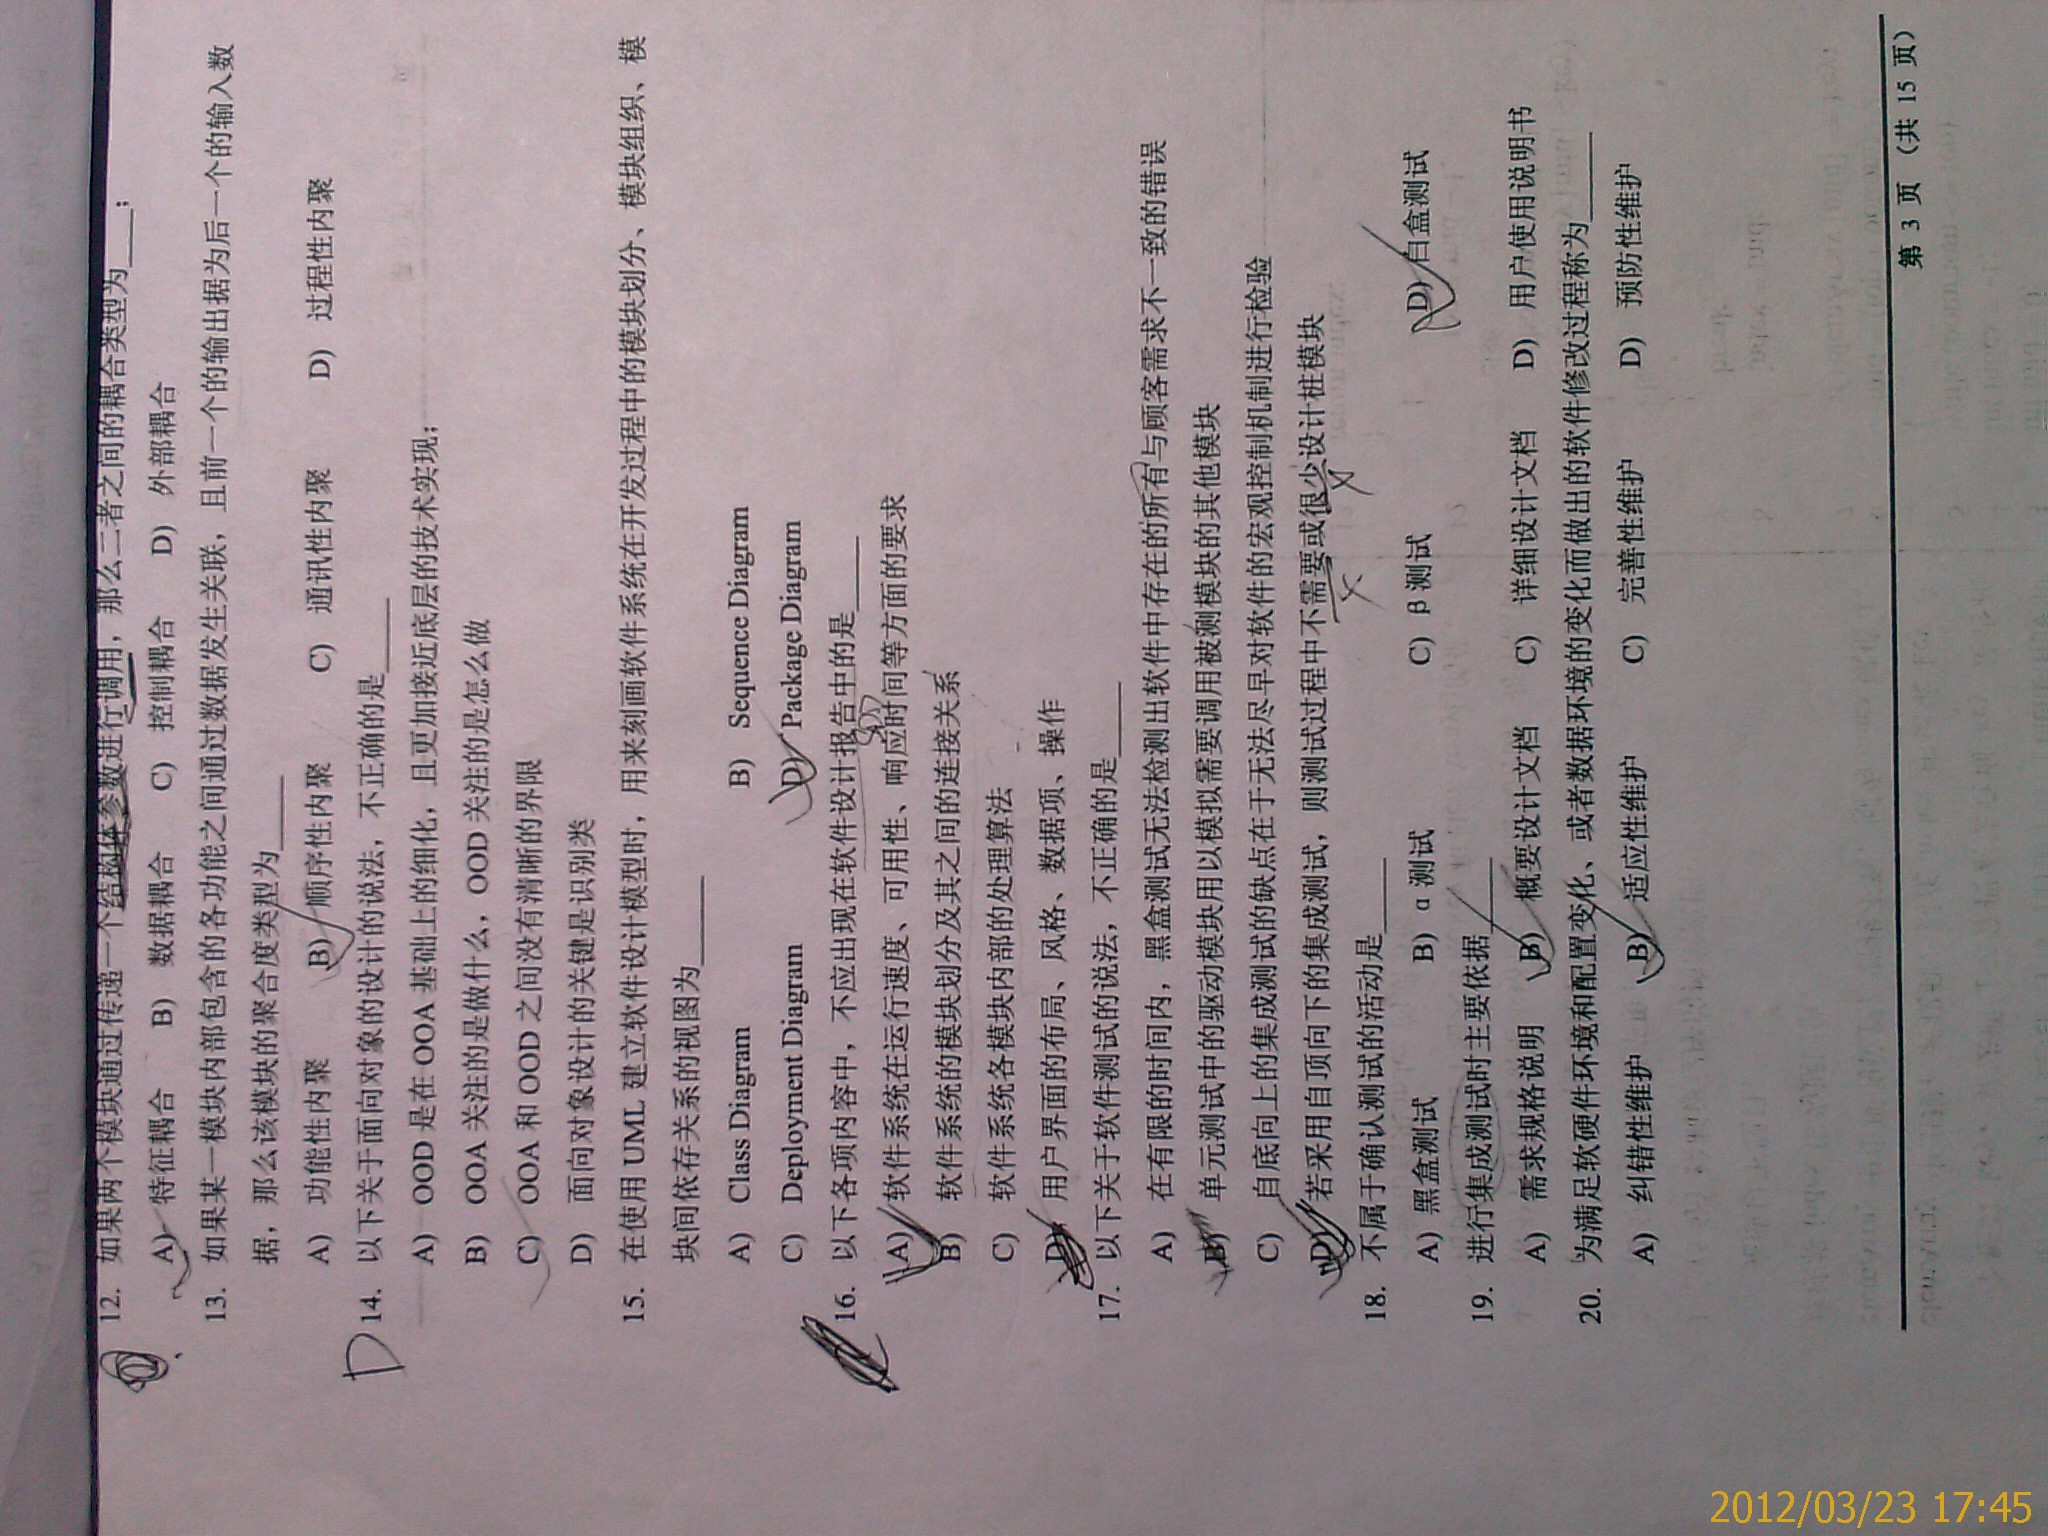 12. 如果两个模块通过传递一个结构体参数进行调用，那么二者之间的耦合类型为____;
A) 特征耦合 B) 数据耦合 C) 控制耦合 D) 外部耦合
13. 如果某一模块内部包含的各功能之间通过数据发生关联，且前一个的输出据为后一个的输入数
据，那么该模块的聚合度类型为____
A) 功能性内聚 B) 顺序性内聚 C) 通讯性内聚 D) 过程性内聚
D 14. 以下关于面向对象的设计的说法，不正确的是____
A) OOD 是在 OOA 基础上的细化，且更加接近底层的技术实现；
B) OOA 关注的是做什么，OOD 关注的是怎么做
C) OOA 和 OOD 之间没有清晰的界限
D) 面向对象设计的关键是识别类
15. 在使用 UML 建立软件设计模型时，用来刻画软件系统在开发过程中的模块划分、模块组织、模
块间依存关系的视图为____
A) Class Diagram B) Sequence Diagram
C) Deployment Diagram D) Package Diagram
16. 以下各项内容中，不应出现在软件设计报告中的是____
A) 软件系统在运行速度、可用性、响应时间等方面的要求
B) 软件系统的模块划分及其之间的连接关系
C) 软件系统各模块内部的处理算法
D) 用户界面的布局、风格、数据项、操作
17. 以下关于软件测试的说法，不正确的是____
A) 在有限的时间内，黑盒测试无法检测出软件中存在的所有与顾客需求不一致的错误
B) 单元测试中的驱动模块用以模拟需要调用被测模块的其他模块
C) 自底向上的集成测试的缺点在于无法尽早对软件的宏观控制机制进行检验
D) 若采用自顶向下的集成测试，则测试过程中不需要或很少设计桩模块
18. 不属于确认测试的活动是____
A) 黑盒测试 B) α 测试 C) β 测试 D) 白盒测试
19. 进行集成测试时主要依据____
A) 需求规格说明 B) 概要设计文档 C) 详细设计文档 D) 用户使用说明书
20. 为满足软硬件环境和配置变化、或者数据环境的变化而做出的软件修改过程称为____
A) 纠错性维护 B) 适应性维护 C) 完善性维护 D) 预防性维护
第 3 页（共 15 页）
2012/03/23 17:45